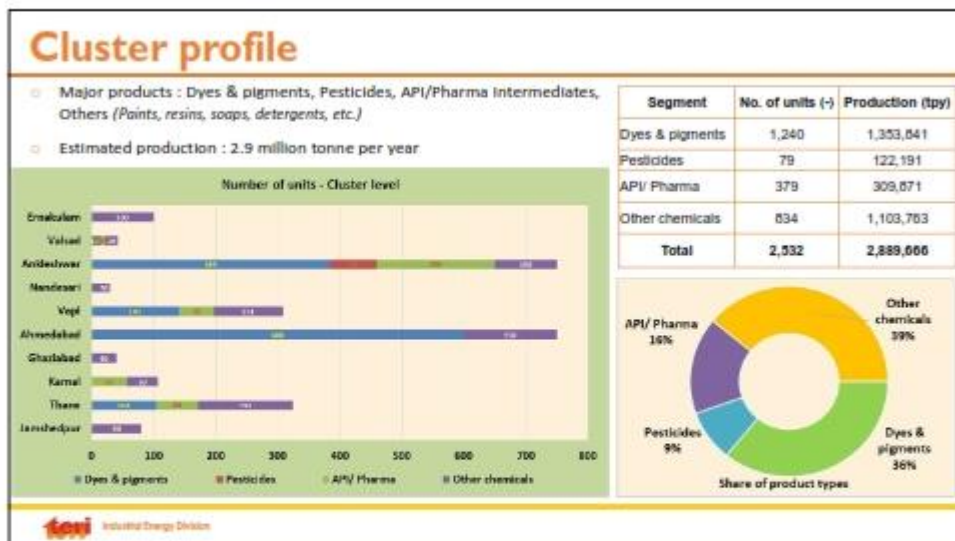 Cluster profile
Major products : Dyes & pigments, Pesticides, API/Pharma Intermediates,
Others (Paints, resins, soaps, detergents, etc.)
Estimated production : 2.9 million tonne per year
Segment No. of units (-) Production (tpy)
Dyes & pigments 1,240 1,353,841
Pesticides 79 122,191
API/ Pharma 379 309,871
Other chemicals 834 1,103,763
Total 2,532 2,889,666
Number of units - Cluster level
Ernakulam
Valsad
Ankleshwar
Nandesari
Vapi
Ahmedabad
Ghaziabad
Karnal
Thane
Jamshedpur
0 100 200 300 400 500 600 700 800
Dyes & pigments Pesticides API/ Pharma Other chemicals
Other chemicals
39%
API/ Pharma
16%
Pesticides
9%
Dyes & pigments
36%
Share of product types
teri Industrial Energy Division